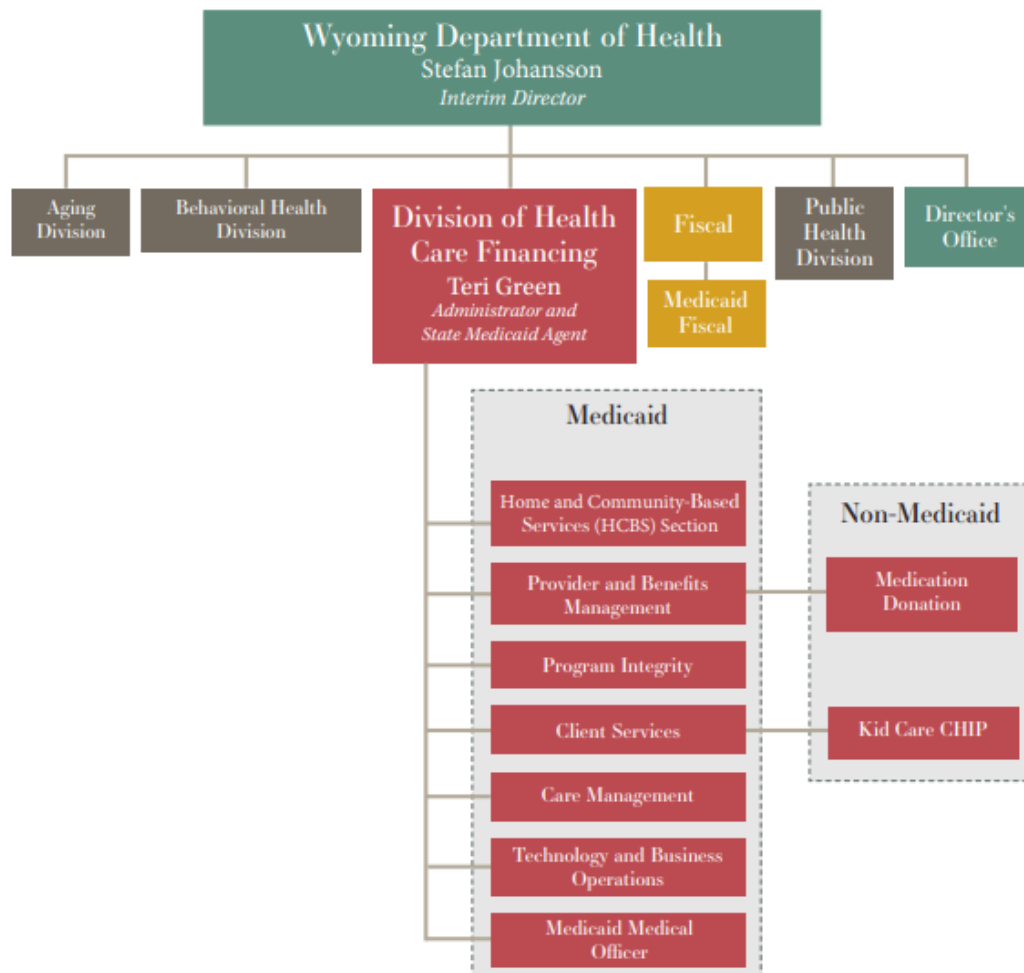 Wyoming Department of Health
Stefan Johansson
Interim Director
Aging
Division
Behavioral Health
Division
Division of Health
Care Financing
Teri Green
Administrator and
State Medicaid Agent
Fiscal
Medicaid
Fiscal
Public
Health
Division
Director's
Office
Medicaid
Home and Community-Based
Services (HCBS) Section
Provider and Benefits
Management
Program Integrity
Client Services
Care Management
Technology and Business
Operations
Medicaid Medical
Officer
Non-Medicaid
Medication
Donation
Kid Care CHIP